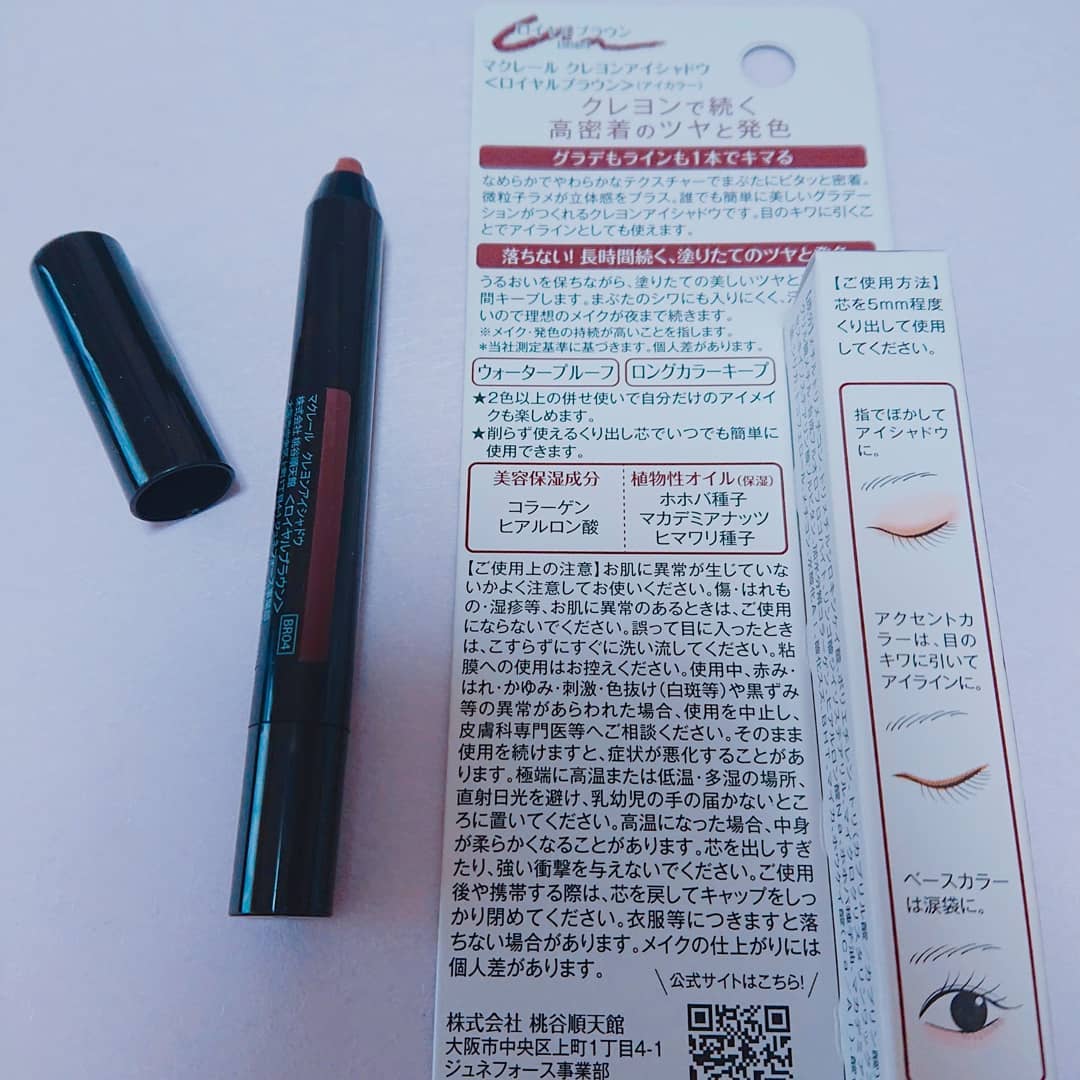 ロイヤルブラウン
マクレール クレヨンアイシャドウ
<ロイヤルブラウン>(アイカラー)
クレヨンで続く
高密着のツヤと発色
グラデもラインも1本でキマる
なめらかでやわらかなテクスチャーでまぶたにピタッと密着。
微粒子ラメが立体感をプラス。誰でも簡単に美しいグラデー
ションがつくれるクレヨンアイシャドウです。目のキワに引くこ
とでアイラインとしても使えます。
落ちない!長時間続く、塗りたてのツヤと発色
うるおいを保ちながら、塗りたての美しいツヤと
間キープします。まぶたのシワにも入りにくく、
いので理想のメイクが夜まで続きます。
※メイク・発色の持続が高いことを指します。
*当社測定基準に基づきます。個人差があります。
ウォータープルーフ ロングカラーキープ
★2色以上の併せ使いで自分だけのアイメイ
クも楽しめます。
★削らず使えるくり出し芯でいつでも簡単に
使用できます。
美容保湿成分
コラーゲン
ヒアルロン酸
植物性オイル(保湿)
ホホバ種子
マカデミアナッツ
ヒマワリ種子
【ご使用上の注意】お肌に異常が生じていな
いかよく注意してお使いください。傷・はれも
の・湿疹等、お肌に異常のあるときは、ご使用
にならないでください。誤って目に入ったとき
は、こすらずにすぐに洗い流してください。粘
膜への使用はお控えください。使用中、赤み・
はれ・かゆみ・刺激・色抜け(白斑等)や黒ずみ
等の異常があらわれた場合、使用を中止し、
皮膚科専門医等へご相談ください。そのまま
使用を続けますと、症状が悪化することがあ
ります。極端に高温または低温・多湿の場所、
直射日光を避け、乳幼児の手の届かないとこ
ろに置いてください。高温になった場合、中身
が柔らかくなることがあります。芯を出しすぎ
たり、強い衝撃を与えないでください。ご使用
後や携帯する際は、芯を戻してキャップをしっ
かり閉めてください。衣服等につきますと落
ちない場合があります。メイクの仕上がりには
個人差があります。
公式サイトはこちら!
株式会社 桃谷順天館
大阪市中央区上町1丁目4-1
ジュネフォース事業部
【ご使用方法】
芯を5mm程度
くり出して使用
してください。
指でぼかして
アイシャドウ
に。
アクセントカ
ラーは、目の
キワに引いて
アイラインに。
ベースカラー
は涙袋に。
マクレール クレヨンアイシャドウ
<ロイヤルブラウン> BR04
株式会社 桃谷順天館